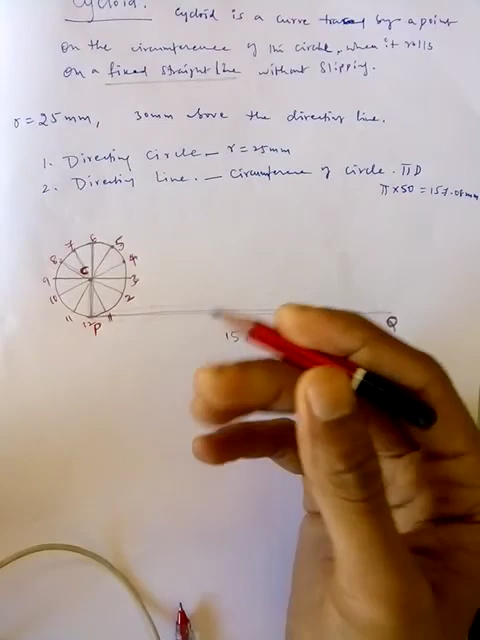 Cycloid.
Cycloid is a curve traced by a point
on the circumference of the circle, when it rolls
on a fixed straight line without slipping.
r = 25mm, 30mm above the directing line.
1. Directing Circle - r = 25mm
2. Directing Line. - Circumference of circle. πD
π × 50 = 157.08mm
6
7 5
8 4
C
9 3
10 2
11 12 1
P
Q
15